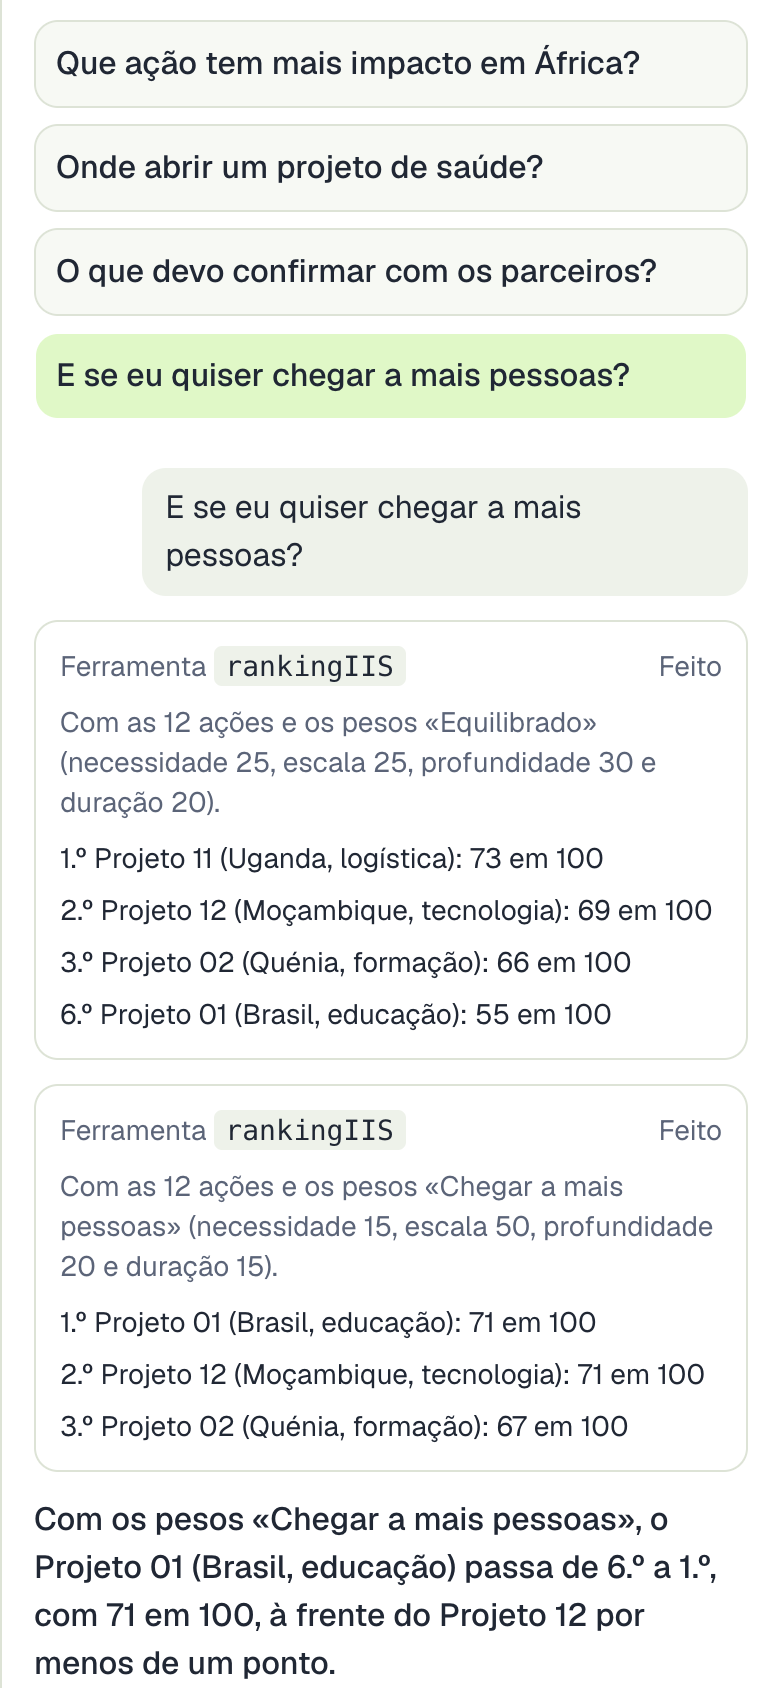 Que ação tem mais impacto em África?
Onde abrir um projeto de saúde?
O que devo confirmar com os parceiros?
E se eu quiser chegar a mais pessoas?
E se eu quiser chegar a mais
pessoas?
Ferramenta rankingIIS Feito
Com as 12 ações e os pesos «Equilibrado»
(necessidade 25, escala 25, profundidade 30 e
duração 20).
1.º Projeto 11 (Uganda, logística): 73 em 100
2.º Projeto 12 (Moçambique, tecnologia): 69 em 100
3.º Projeto 02 (Quénia, formação): 66 em 100
6.º Projeto 01 (Brasil, educação): 55 em 100
Ferramenta rankingIIS Feito
Com as 12 ações e os pesos «Chegar a mais
pessoas» (necessidade 15, escala 50, profundidade
20 e duração 15).
1.º Projeto 01 (Brasil, educação): 71 em 100
2.º Projeto 12 (Moçambique, tecnologia): 71 em 100
3.º Projeto 02 (Quénia, formação): 67 em 100
Com os pesos «Chegar a mais pessoas», o
Projeto 01 (Brasil, educação) passa de 6.º a 1.º,
com 71 em 100, à frente do Projeto 12 por
menos de um ponto.